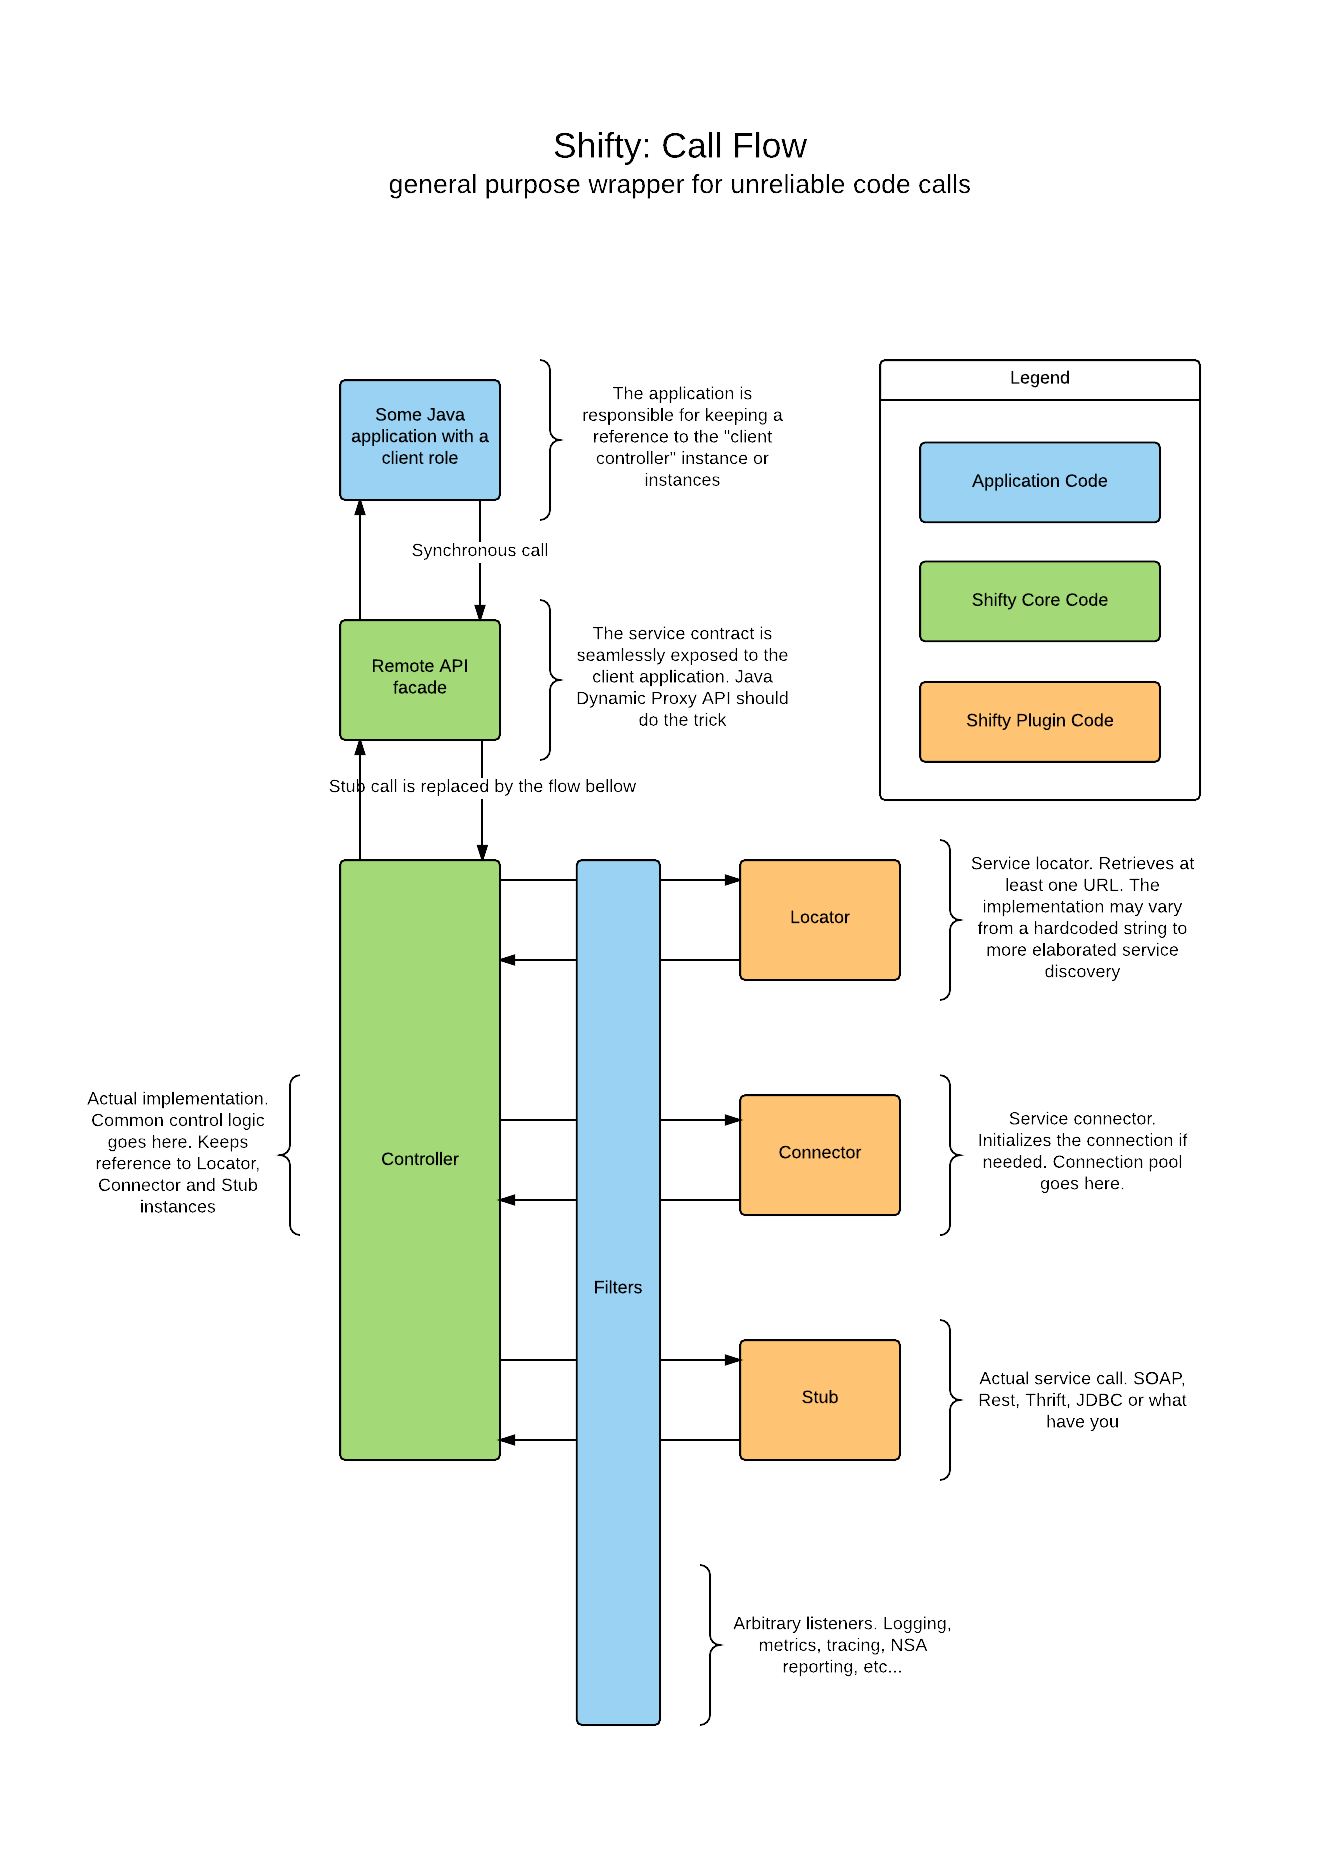 Shifty: Call Flow
general purpose wrapper for unreliable code calls
Some Java
application with a
client role
The application is
responsible for keeping a
reference to the "client
controller" instance or
instances
Legend
Application Code
Shifty Core Code
Shifty Plugin Code
Synchronous call
Remote API
facade
The service contract is
seamlessly exposed to the
client application. Java
Dynamic Proxy API should
do the trick
Stub call is replaced by the flow bellow
Locator
Service locator. Retrieves at
least one URL. The
implementation may vary
from a hardcoded string to
more elaborated service
discovery
Actual implementation.
Common control logic
goes here. Keeps
reference to Locator,
Connector and Stub
instances
Controller
Connector
Service connector.
Initializes the connection if
needed. Connection pool
goes here.
Filters
Stub
Actual service call. SOAP,
Rest, Thrift, JDBC or what
have you
Arbitrary listeners. Logging,
metrics, tracing, NSA
reporting, etc...